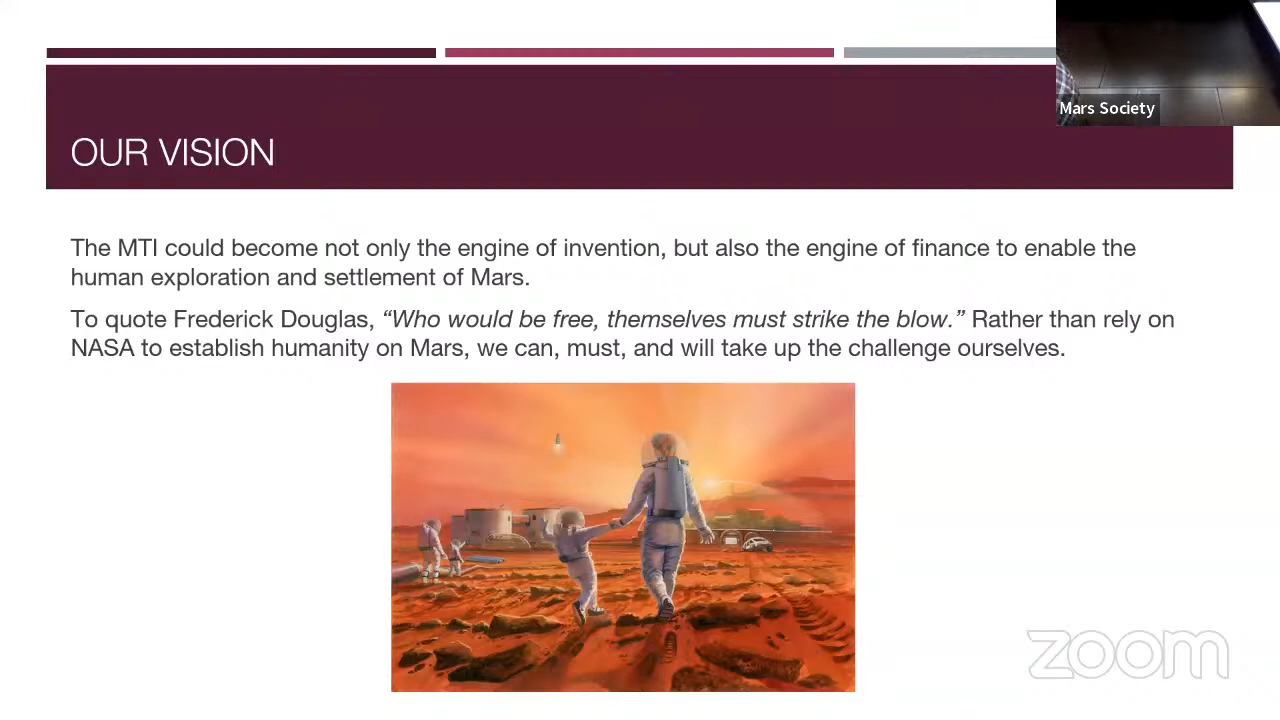 Mars Society
OUR VISION
The MTI could become not only the engine of invention, but also the engine of finance to enable the
human exploration and settlement of Mars.
To quote Frederick Douglas, “Who would be free, themselves must strike the blow.” Rather than rely on
NASA to establish humanity on Mars, we can, must, and will take up the challenge ourselves.
zoom